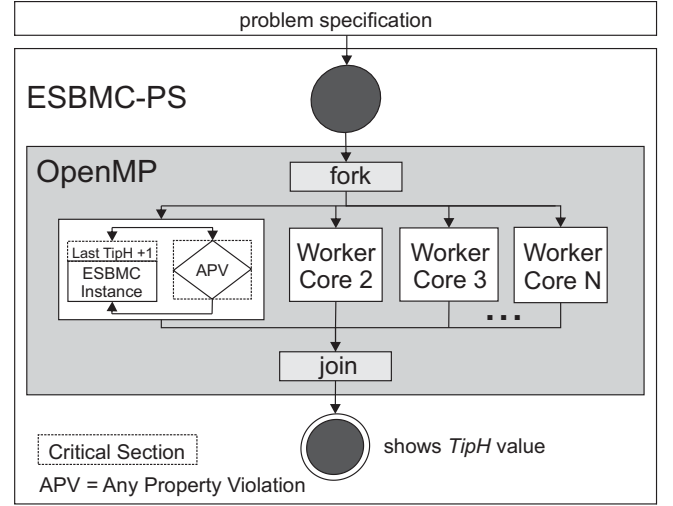 problem specification
ESBMC-PS
OpenMP
fork
Last TipH +1
ESBMC
Instance
APV
Worker
Core 2
Worker
Core 3
Worker
Core N
...
join
shows TipH value
Critical Section
APV = Any Property Violation